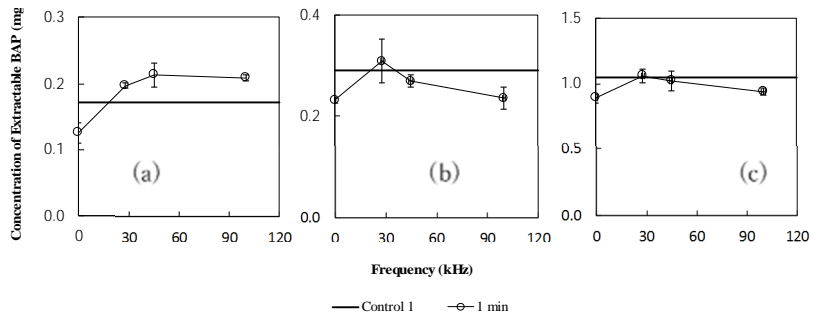 Concentration of Extractable BAP (mg
0.3
0.2
0.1
0.0
0 30 60 90 120
(a)
0.4
0.2
0.0
0 30 60 90 120
(b)
1.5
1.0
0.5
0.0
0 30 60 90 120
(c)
Frequency (kHz)
Control 1 1 min